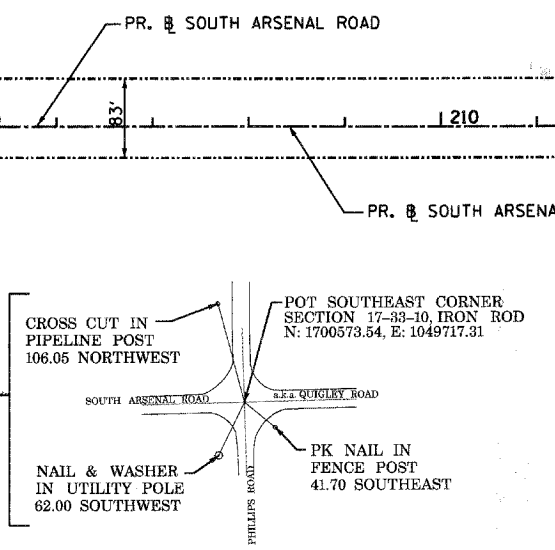 PR. ⅊ SOUTH ARSENAL ROAD
83'
210
PR. ⅊ SOUTH ARSENA
CROSS CUT IN
PIPELINE POST
106.05 NORTHWEST
POT SOUTHEAST CORNER
SECTION 17-33-10, IRON ROD
N: 1700573.54, E: 1049717.31
SOUTH ARSENAL ROAD
a.k.a. QUIGLEY ROAD
NAIL & WASHER
IN UTILITY POLE
62.00 SOUTHWEST
PHILLIPS ROAD
PK NAIL IN
FENCE POST
41.70 SOUTHEAST